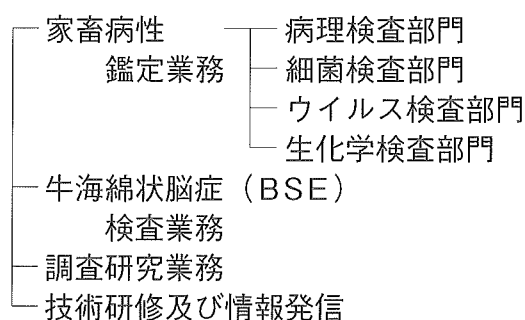 家畜病性
病理検査部門
鑑定業務
細菌検査部門
ウイルス検査部門
生化学検査部門
牛海綿状脳症（BSE）
検査業務
調査研究業務
技術研修及び情報発信